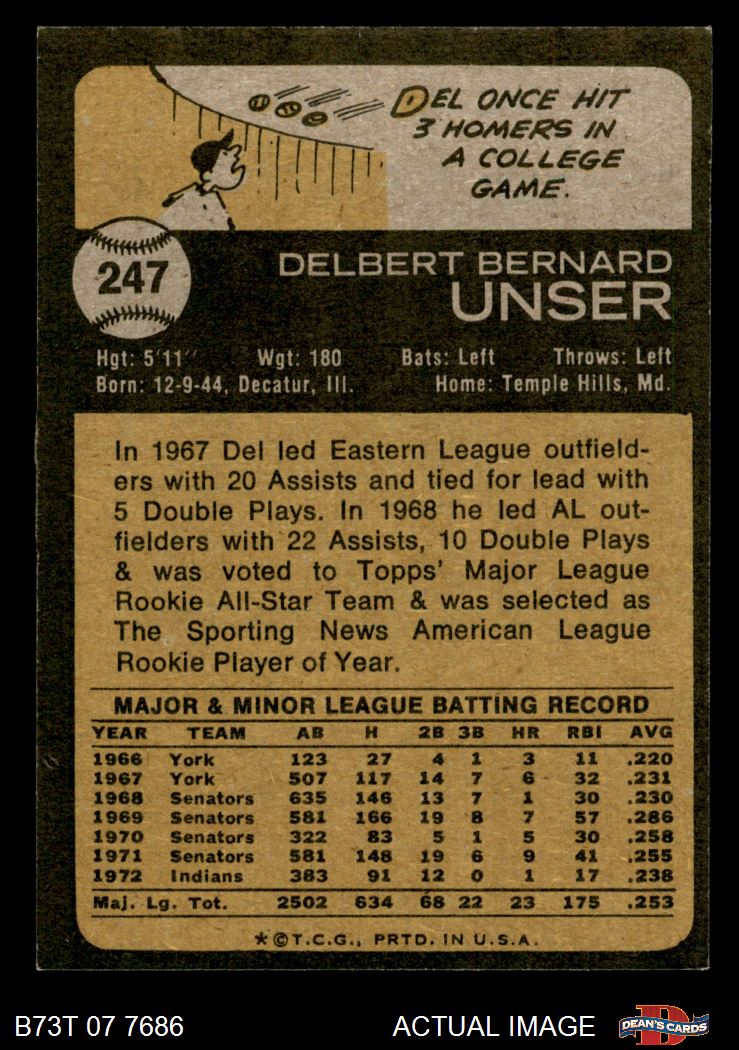 DEL ONCE HIT
3 HOMERS IN
A COLLEGE
GAME.
247
DELBERT BERNARD
UNSER
Hgt: 5'11" Wgt: 180 Bats: Left Throws: Left
Born: 12-9-44, Decatur, Ill. Home: Temple Hills, Md.
In 1967 Del led Eastern League outfield-
ers with 20 Assists and tied for lead with
5 Double Plays. In 1968 he led AL out-
fielders with 22 Assists, 10 Double Plays
& was voted to Topps' Major League
Rookie All-Star Team & was selected as
The Sporting News American League
Rookie Player of Year.
MAJOR & MINOR LEAGUE BATTING RECORD
YEAR TEAM AB H 2B 3B HR RBI AVG
1966 York 123 27 4 1 3 11 .220
1967 York 507 117 14 7 6 32 .231
1968 Senators 635 146 13 7 1 30 .230
1969 Senators 581 166 19 8 7 57 .286
1970 Senators 322 83 5 1 5 30 .258
1971 Senators 581 148 19 6 9 41 .255
1972 Indians 383 91 12 0 1 17 .238
Maj. Lg. Tot. 2502 634 68 22 23 175 .253
*©T.C.G., PRTD. IN U.S.A.
B73T 07 7686 ACTUAL IMAGE D DEAN'S CARDS